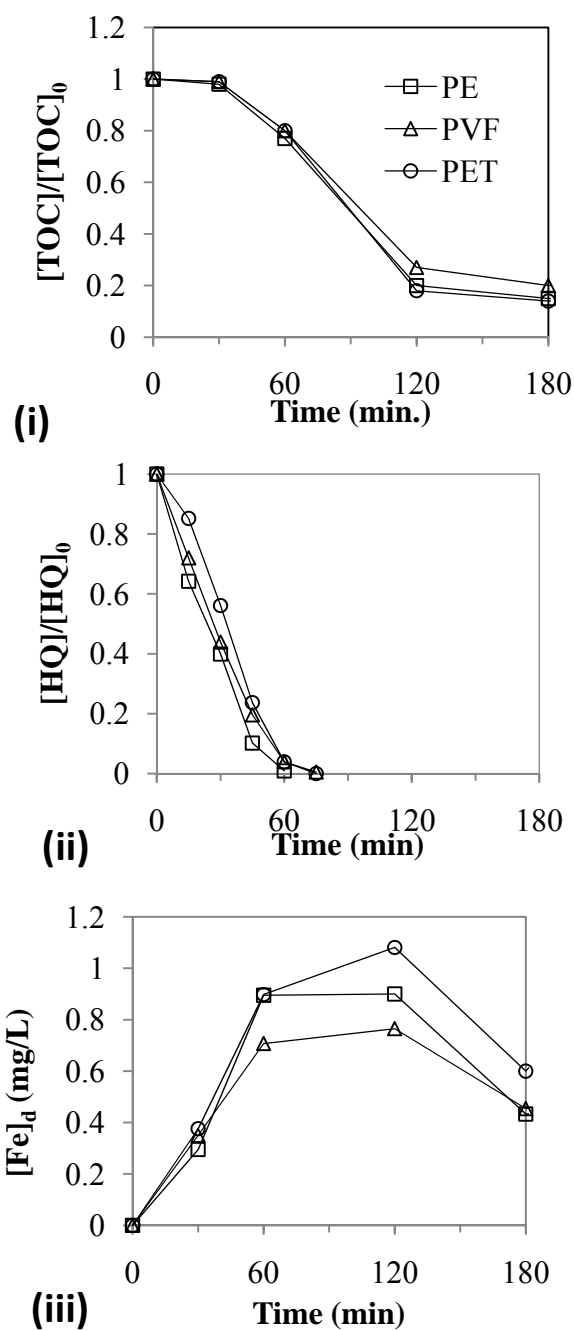 1.2
1
0.8
0.6
0.4
0.2
0
[TOC]/[TOC]0
PE
PVF
PET
0 60 120 180
Time (min.)
(i)
1
0.8
0.6
0.4
0.2
0
[HQ]/[HQ]0
0 60 120 180
Time (min)
(ii)
1.2
1
0.8
0.6
0.4
0.2
0
[Fe]d (mg/L)
0 60 120 180
Time (min)
(iii)